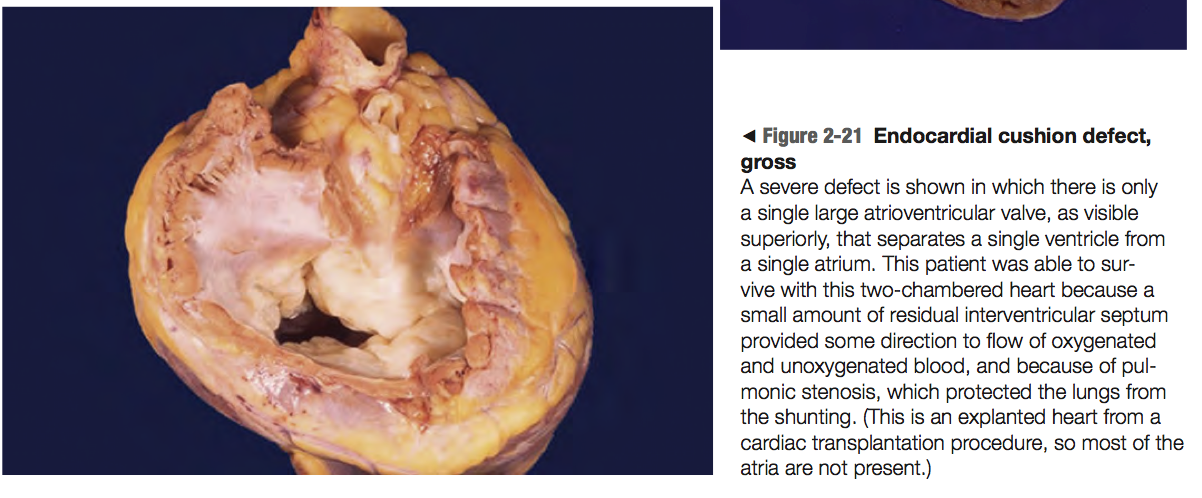 ◄ Figure 2-21 Endocardial cushion defect,
gross
A severe defect is shown in which there is only
a single large atrioventricular valve, as visible
superiorly, that separates a single ventricle from
a single atrium. This patient was able to sur-
vive with this two-chambered heart because a
small amount of residual interventricular septum
provided some direction to flow of oxygenated
and unoxygenated blood, and because of pul-
monic stenosis, which protected the lungs from
the shunting. (This is an explanted heart from a
cardiac transplantation procedure, so most of the
atria are not present.)